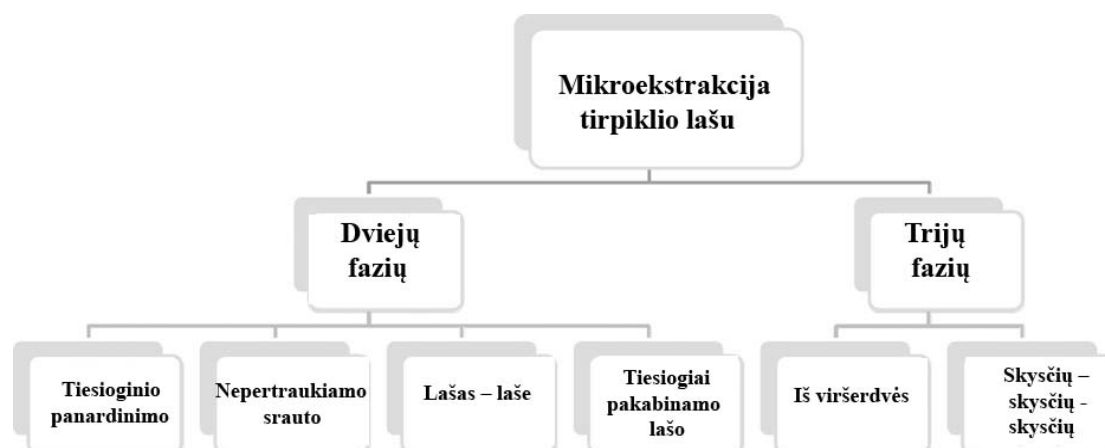 Mikroekstrakcija
tirpiklio lašu
Dviejų
fazių
Trijų
fazių
Tiesioginio
panardinimo
Nepertraukiamo
srauto
Lašas – laše
Tiesiogiai
pakabinamo
lašo
Iš viršerdvės
Skysčių –
skysčių -
skysčių